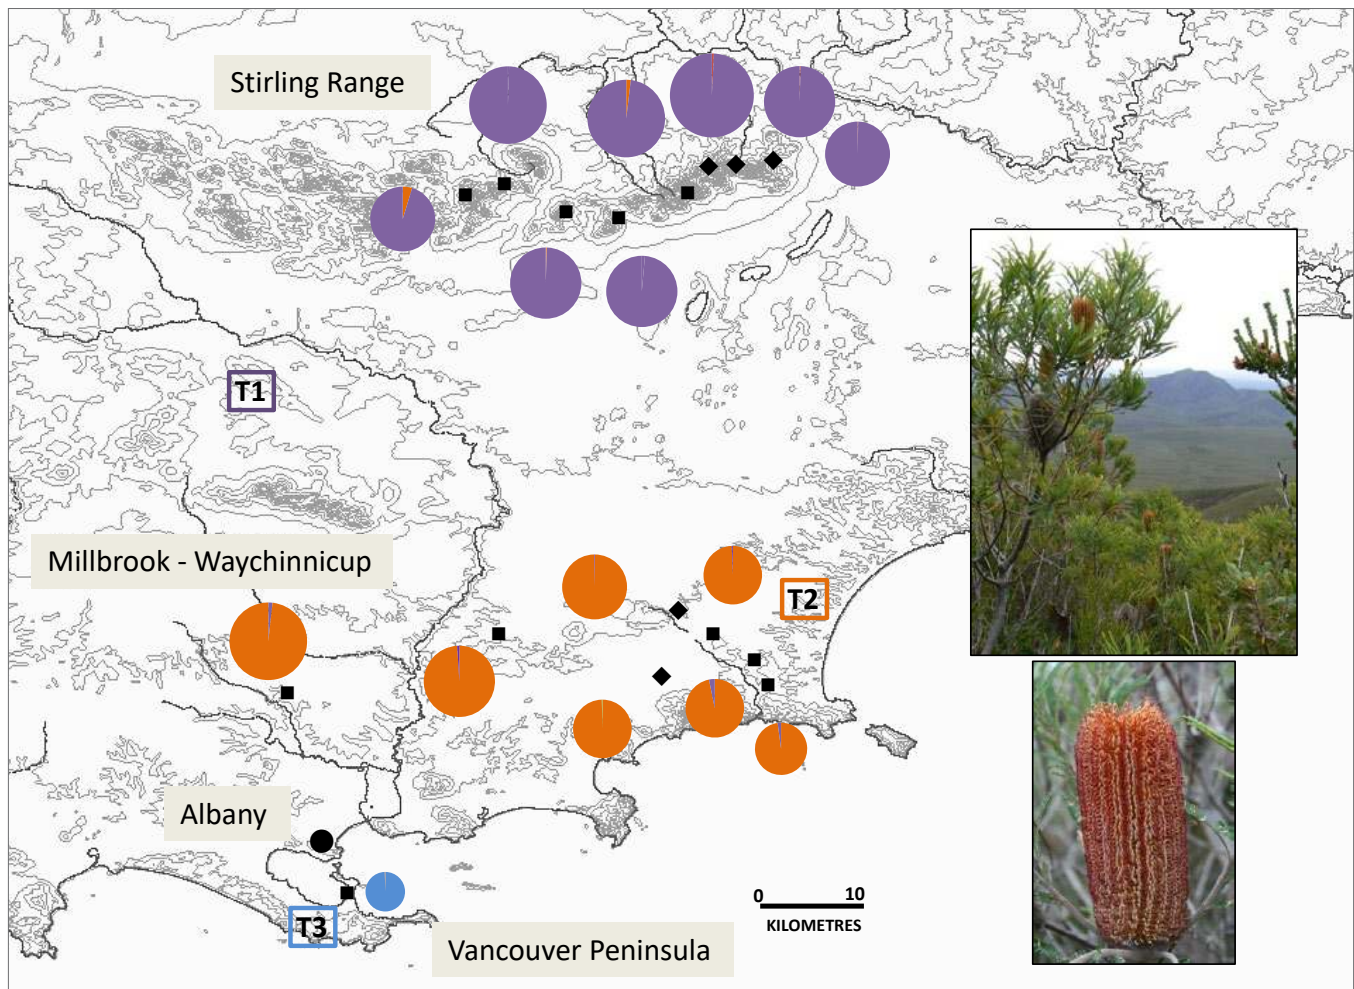 Stirling Range
T1
Millbrook - Waychinnicup
T2
Albany
0 10
KILOMETRES
T3
Vancouver Peninsula